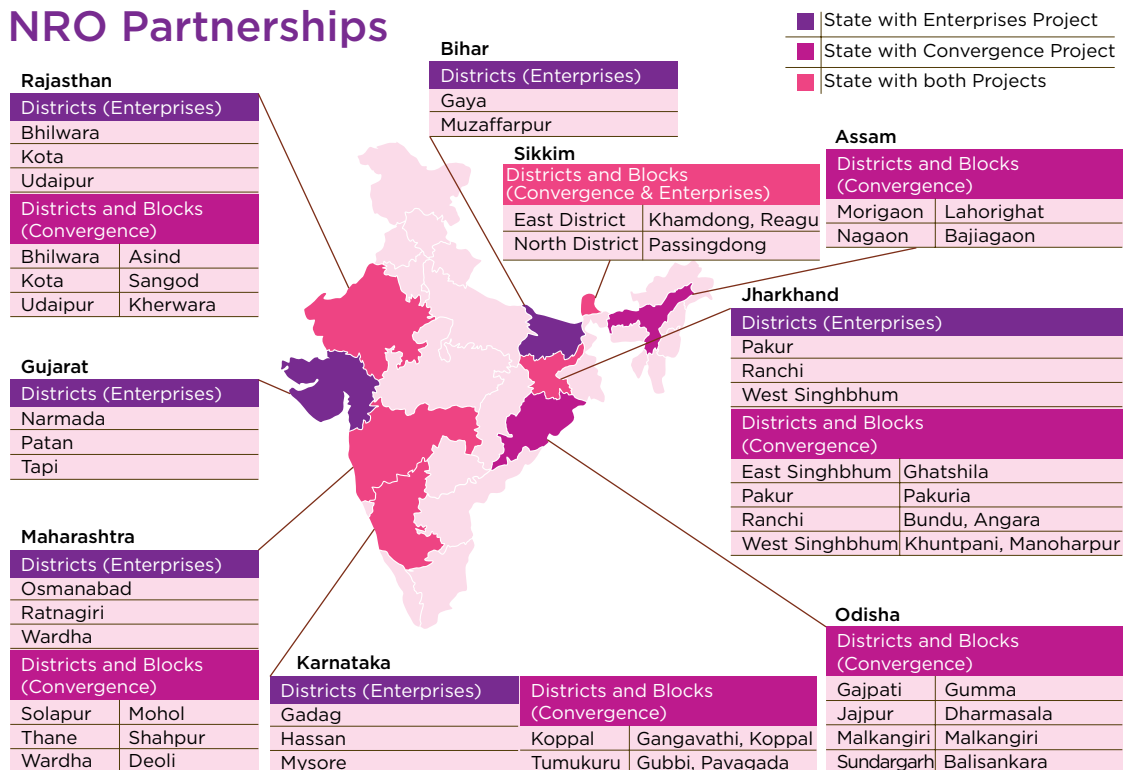 NRO Partnerships
State with Enterprises Project
State with Convergence Project
State with both Projects
Rajasthan
Districts (Enterprises)
Bhilwara
Kota
Udaipur
Districts and Blocks
(Convergence)
Bhilwara Asind
Kota Sangod
Udaipur Kherwara
Bihar
Districts (Enterprises)
Gaya
Muzaffarpur
Sikkim
Districts and Blocks
(Convergence & Enterprises)
East District Khamdong, Reagu
North District Passingdong
Assam
Districts and Blocks
(Convergence)
Morigaon Lahorighat
Nagaon Bajiagaon
Gujarat
Districts (Enterprises)
Narmada
Patan
Tapi
Jharkhand
Districts (Enterprises)
Pakur
Ranchi
West Singhbhum
Districts and Blocks
(Convergence)
East Singhbhum Ghatshila
Pakur Pakuria
Ranchi Bundu, Angara
West Singhbhum Khuntpani, Manoharpur
Maharashtra
Districts (Enterprises)
Osmanabad
Ratnagiri
Wardha
Districts and Blocks
(Convergence)
Solapur Mohol
Thane Shahpur
Wardha Deoli
Karnataka
Districts (Enterprises)
Gadag
Hassan
Mysore
Districts and Blocks
(Convergence)
Koppal Gangavathi, Koppal
Tumukuru Gubbi, Pavagada
Odisha
Districts and Blocks
(Convergence)
Gajpati Gumma
Jajpur Dharmasala
Malkangiri Malkangiri
Sundargarh Balisankara